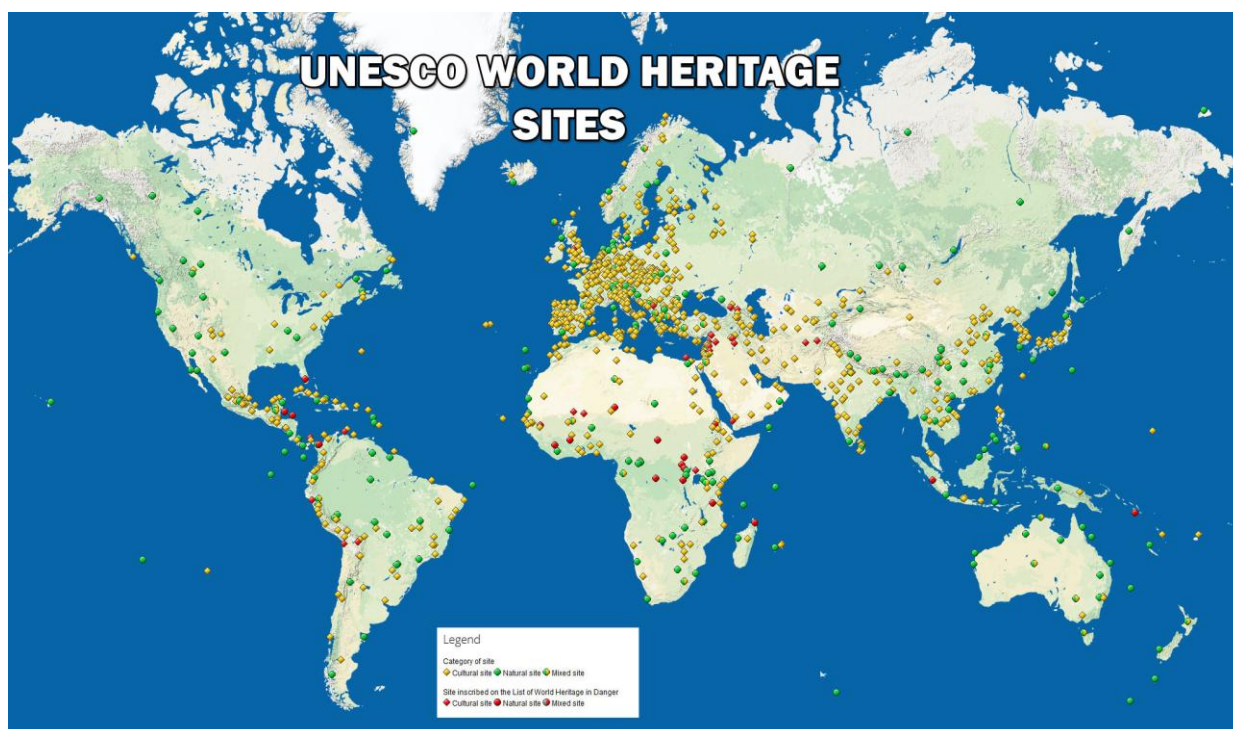 UNESCO WORLD HERITAGE
SITES
Legend
Category of site
Cultural site Natural site Mixed site
Site inscribed on the List of World Heritage in Danger
Cultural site Natural site Mixed site